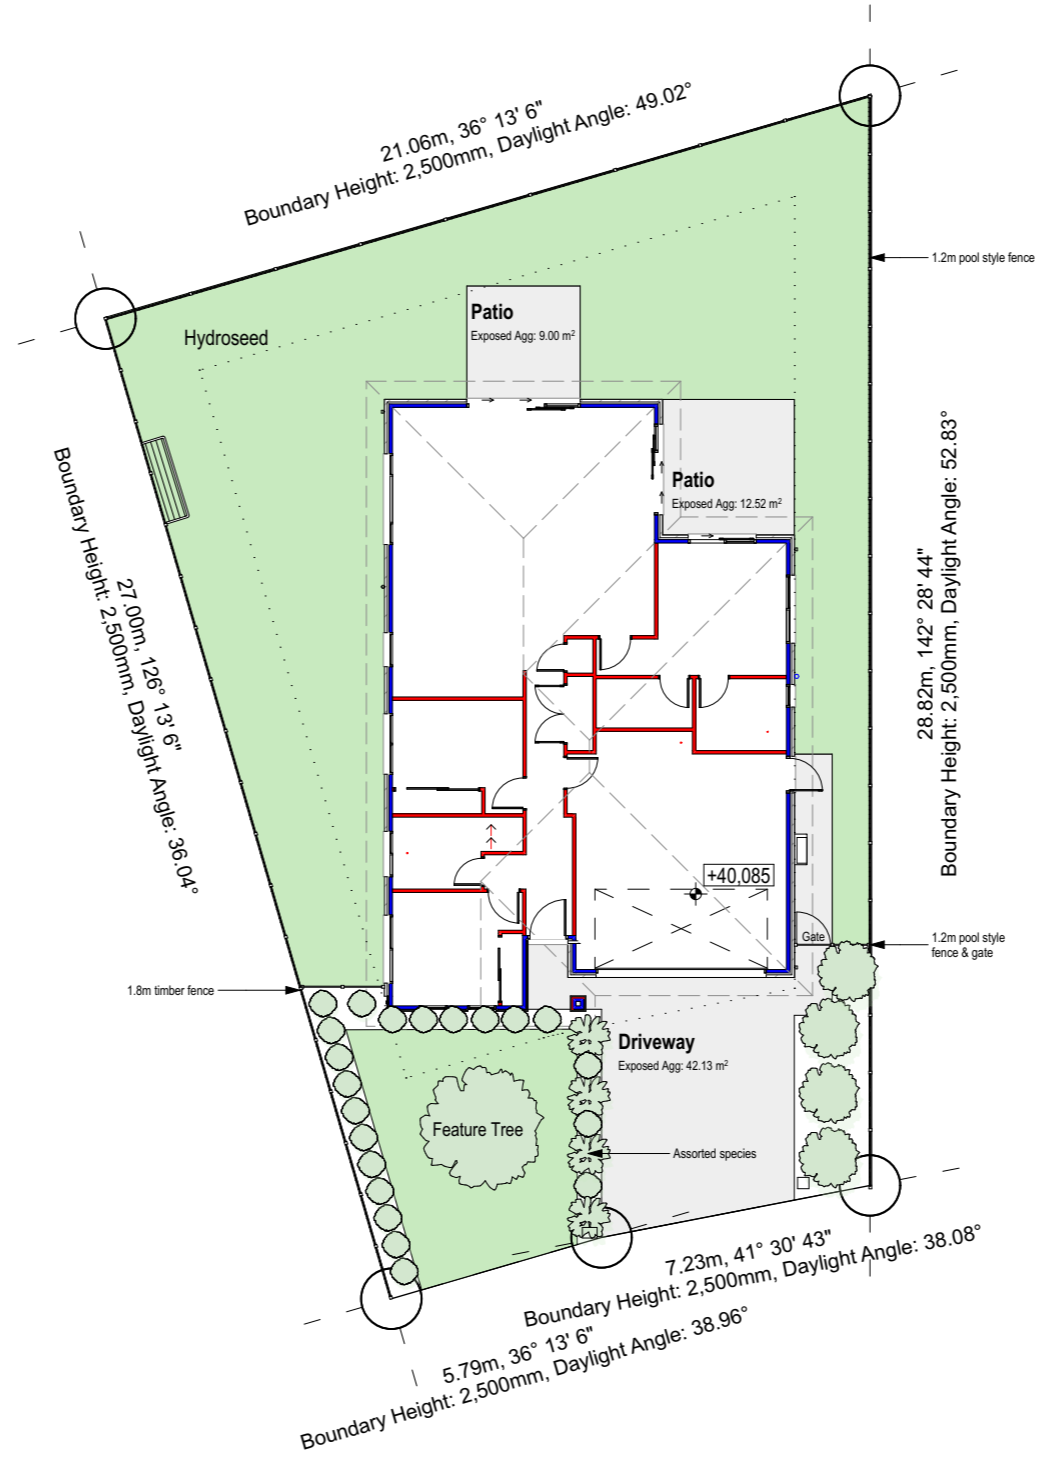 21.06m, 36° 13' 6"
Boundary Height: 2,500mm, Daylight Angle: 49.02°
1.2m pool style fence
Patio
Exposed Agg: 9.00 m²
Hydroseed
Patio
Exposed Agg: 12.52 m²
27.00m, 126° 13' 6"
Boundary Height: 2,500mm, Daylight Angle: 36.04°
28.82m, 142° 28' 44"
Boundary Height: 2,500mm, Daylight Angle: 52.83°
+40,085
Gate
1.2m pool style
fence & gate
1.8m timber fence
Driveway
Exposed Agg: 42.13 m²
Feature Tree
Assorted species
7.23m, 41° 30' 43"
Boundary Height: 2,500mm, Daylight Angle: 38.08°
5.79m, 36° 13' 6"
Boundary Height: 2,500mm, Daylight Angle: 38.96°